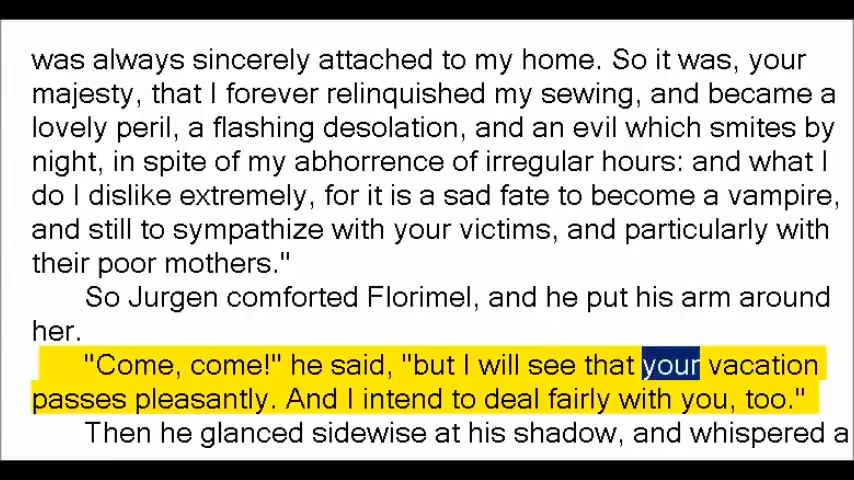 was always sincerely attached to my home. So it was, your
majesty, that I forever relinquished my sewing, and became a
lovely peril, a flashing desolation, and an evil which smites by
night, in spite of my abhorrence of irregular hours: and what I
do I dislike extremely, for it is a sad fate to become a vampire,
and still to sympathize with your victims, and particularly with
their poor mothers."
So Jurgen comforted Florimel, and he put his arm around
her.
"Come, come!" he said, "but I will see that your vacation
passes pleasantly. And I intend to deal fairly with you, too."
Then he glanced sidewise at his shadow, and whispered a